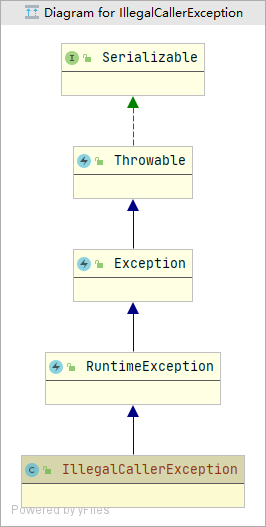 Diagram for IllegalCallerException
I Serializable
Throwable
Exception
RuntimeException
C IllegalCallerException
Powered by yFiles